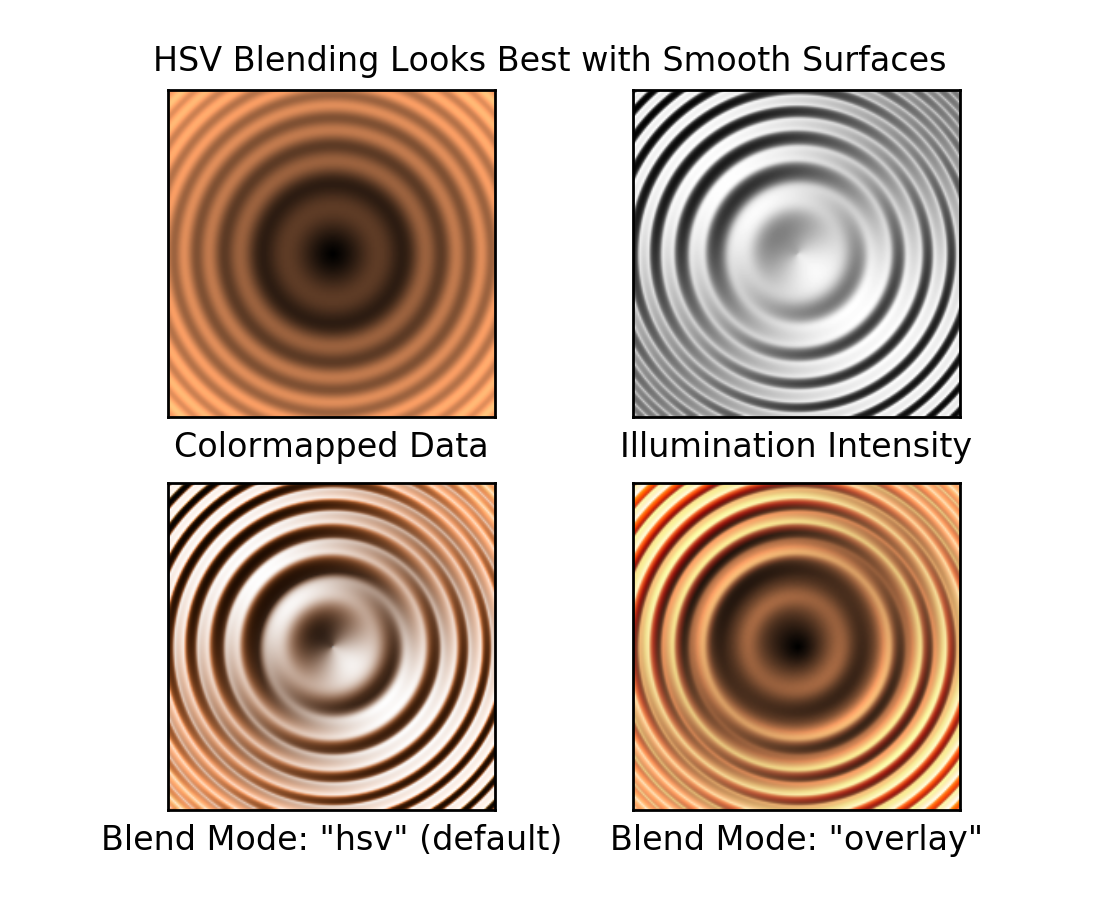 HSV Blending Looks Best with Smooth Surfaces
Colormapped Data
Illumination Intensity
Blend Mode: "hsv" (default)
Blend Mode: "overlay"